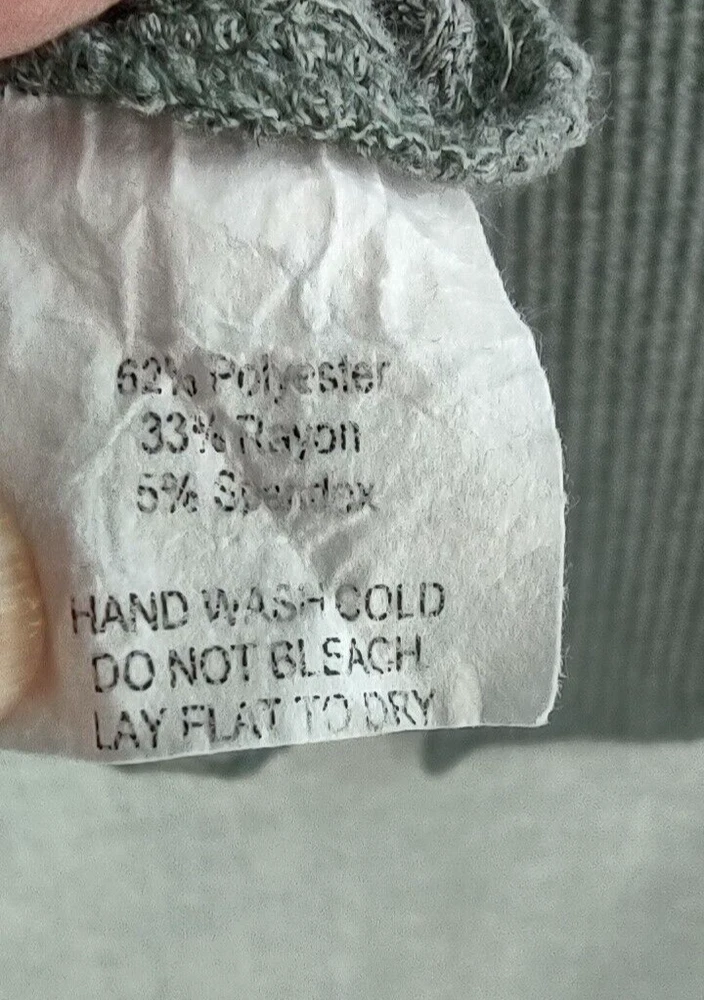 62% Polyester
33% Rayon
5% Spandex
HAND WASH COLD
DO NOT BLEACH
LAY FLAT TO DRY